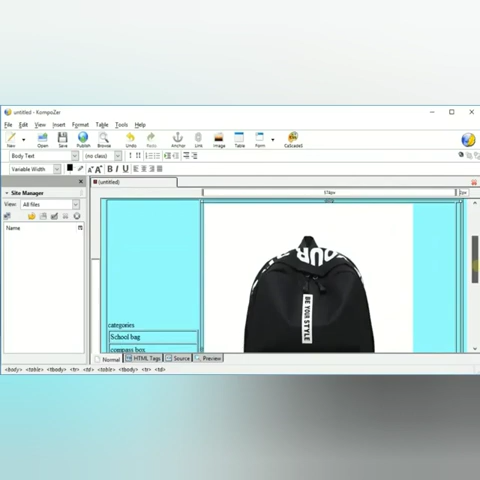 untitled - KompoZer
File Edit View Insert Format Table Tools Help
New Open Save Publish Browse Undo Redo Anchor Link Image Table Form CaScadeS
Body Text (no class)
Variable Width B I U
Site Manager
(untitled)
View: All files
Name
BE YOUR STYLE
categories
School bag
compass box
Normal HTML Tags Source Preview
<body> <table> <tbody> <tr> <td> <table> <tbody> <tr> <td>